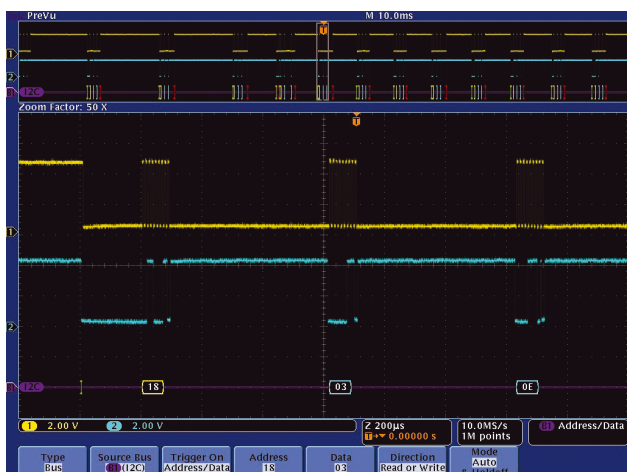 PreVu M 10.0ms
T
1
2
B1 I2C
Zoom Factor: 50 X
T
1
2
B1 I2C 18 03 0E
1 2.00 V 2 2.00 V
Z 200µs
T→▼ 0.00000 s
10.0MS/s
1M points
B1 Address/Data
Type
Bus
Source Bus
B1 (I2C)
Trigger On
Address/Data
Address
18
Data
03
Direction
Read or Write
Mode
Auto
& Holdoff